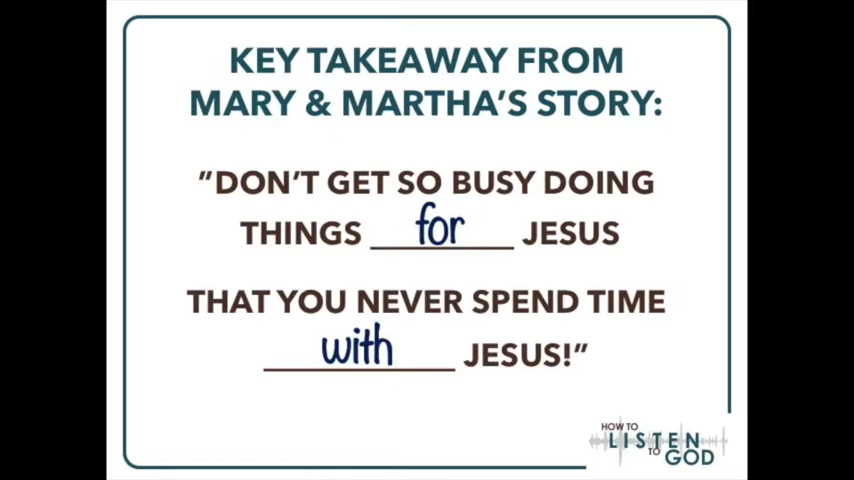 KEY TAKEAWAY FROM
MARY & MARTHA'S STORY:
"DON'T GET SO BUSY DOING
THINGS for JESUS
THAT YOU NEVER SPEND TIME
with JESUS!"
HOW TO
LISTEN
TO GOD